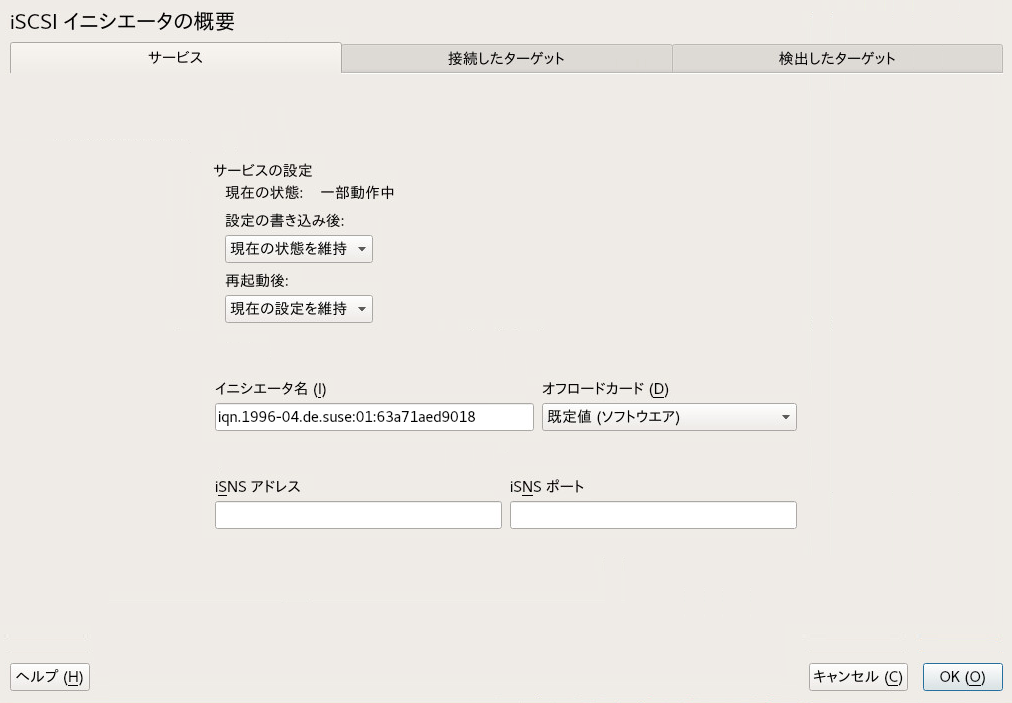 iSCSI イニシエータの概要
サービス
接続したターゲット
検出したターゲット
サービスの設定
現在の状態: 一部動作中
設定の書き込み後:
現在の状態を維持
再起動後:
現在の設定を維持
イニシエータ名 (I)
オフロードカード (D)
iqn.1996-04.de.suse:01:63a71aed9018
既定値 (ソフトウエア)
iSNS アドレス
iSNS ポート
ヘルプ (H)
キャンセル (C)
OK (O)